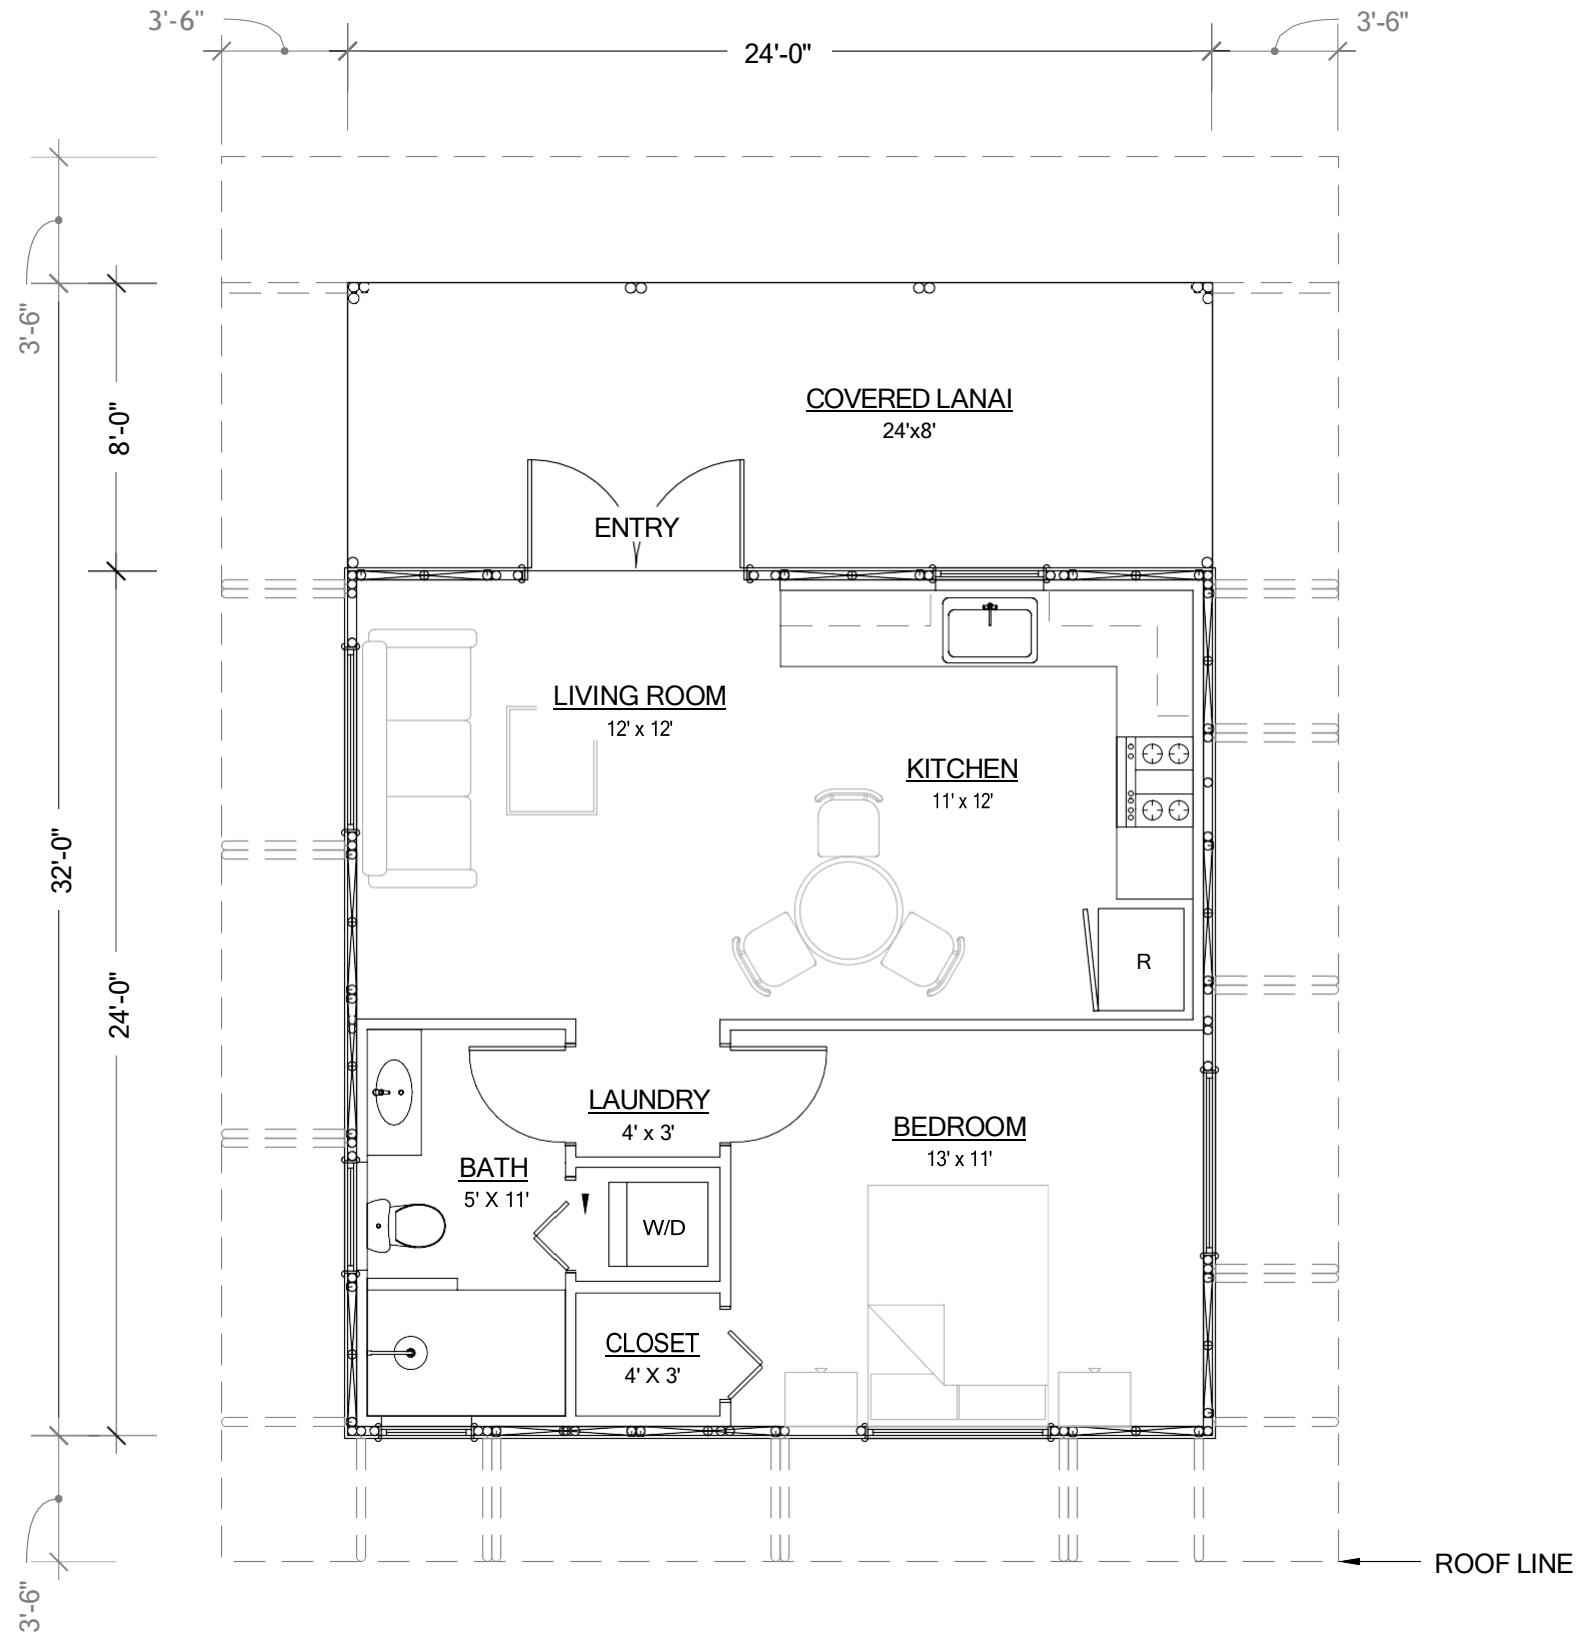 3'-6"
24'-0"
3'-6"
3'-6"
8'-0"
COVERED LANAI
24'x8'
ENTRY
LIVING ROOM
12' x 12'
KITCHEN
11' x 12'
32'-0"
24'-0"
R
LAUNDRY
4' x 3'
BEDROOM
13' x 11'
BATH
5' X 11'
W/D
CLOSET
4' X 3'
3'-6"
ROOF LINE